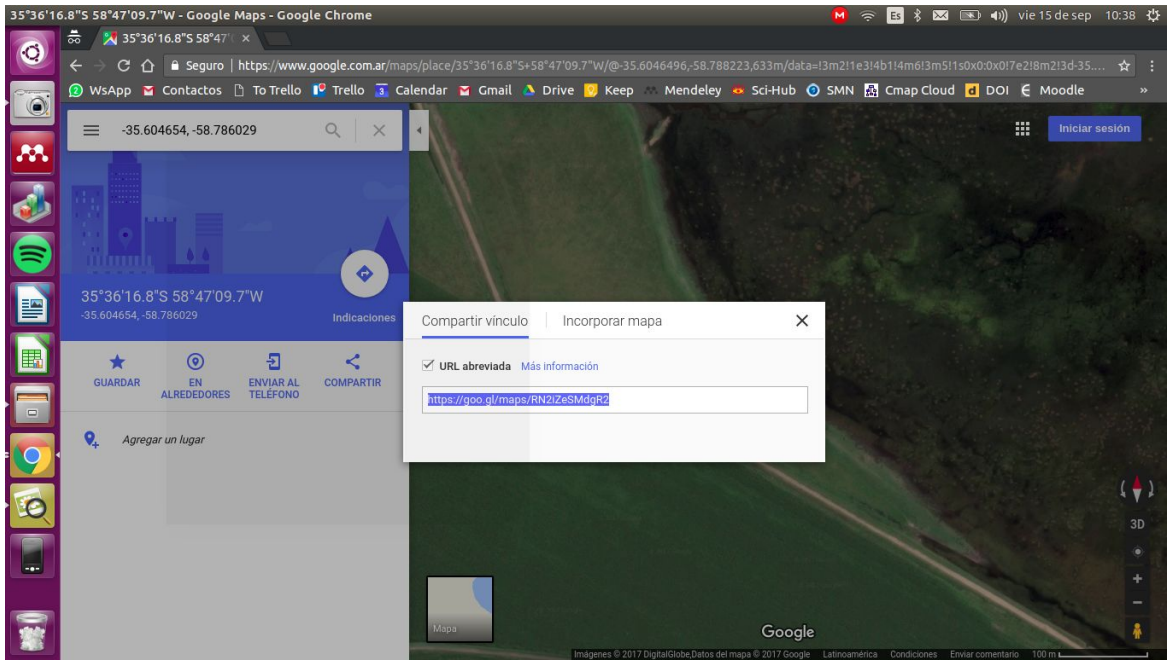 35°36'16.8"S 58°47'09.7"W - Google Maps - Google Chrome
Es
vie 15 de sep 10:38
35°36'16.8"S 58°47'
Seguro | https://www.google.com.ar/maps/place/35°36'16.8"S+58°47'09.7"W/@-35.6046496,-58.788223,633m/data=!3m2!1e3!4b1!4m6!3m5!1s0x0:0x0!7e2!8m2!3d-35....
WsApp Contactos To Trello Trello Calendar Gmail Drive Keep Mendeley Sci-Hub SMN Cmap Cloud DOI Moodle »
-35.604654, -58.786029
Iniciar sesión
35°36'16.8"S 58°47'09.7"W
-35.604654, -58.786029
Indicaciones
GUARDAR
EN ALREDEDORES
ENVIAR AL TELÉFONO
COMPARTIR
Agregar un lugar
Compartir vínculo
Incorporar mapa
URL abreviada Más información
https://goo.gl/maps/RN2iZeSMdgR2
3D
Mapa
Google
Imágenes © 2017 DigitalGlobe,Datos del mapa © 2017 Google Latinoamérica Condiciones Enviar comentario 100 m